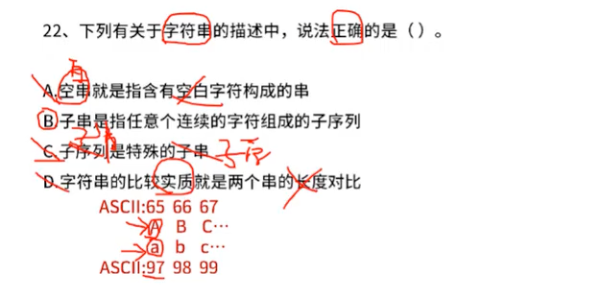 22、下列有关于字符串的描述中，说法正确的是（ ）。
A.空串就是指含有空白字符构成的串
B.子串是指任意个连续的字符组成的子序列
C.子序列是特殊的子串
D.字符串的比较实质就是两个串的长度对比
ASCII:65 66 67
A B C…
a b c…
ASCII:97 98 99